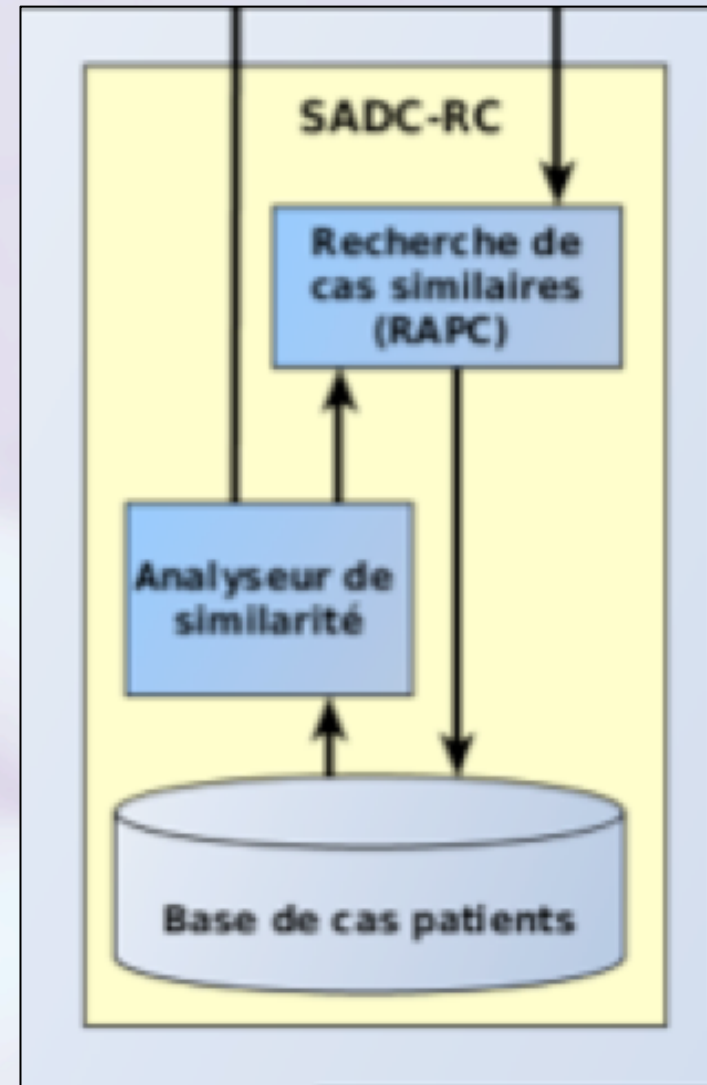 SADC-RC
Recherche de
cas similaires
(RAPC)
Analyseur de
similarité
Base de cas patients